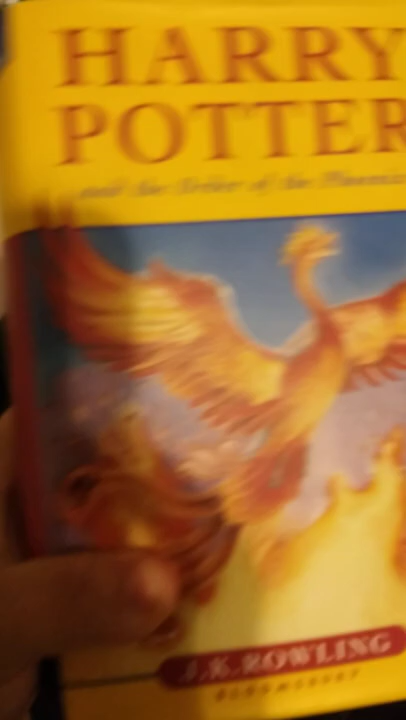 HARRY
POTTER
and the Order of the Phoenix
J.K.ROWLING
BLOOMSBURY